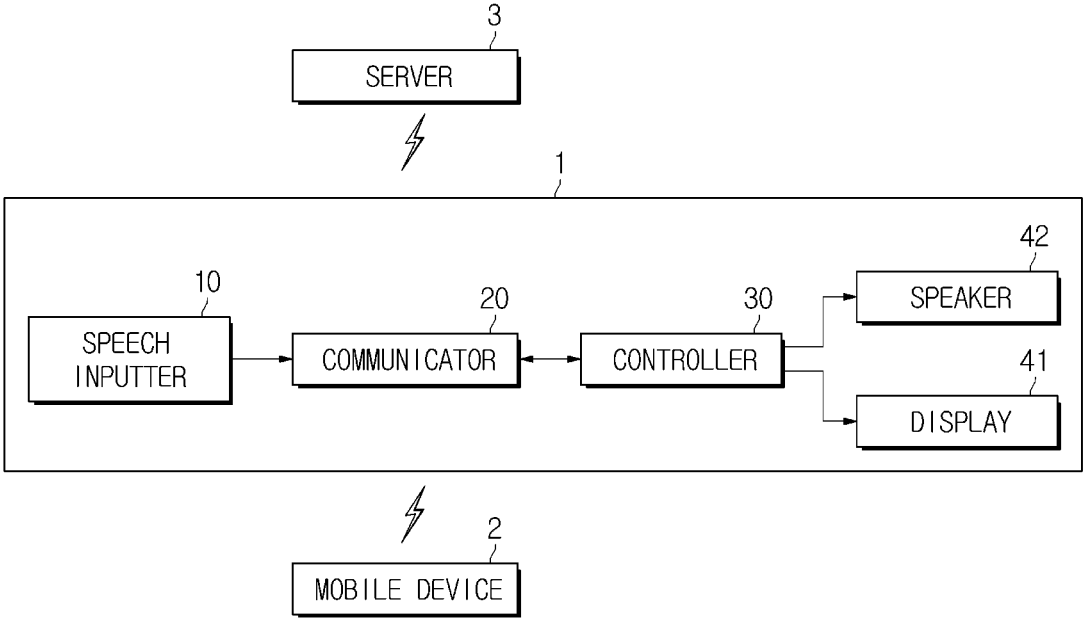 3
SERVER
1
42
SPEAKER
10
SPEECH
INPUTTER
20
COMMUNICATOR
30
CONTROLLER
41
DISPLAY
2
MOBILE DEVICE